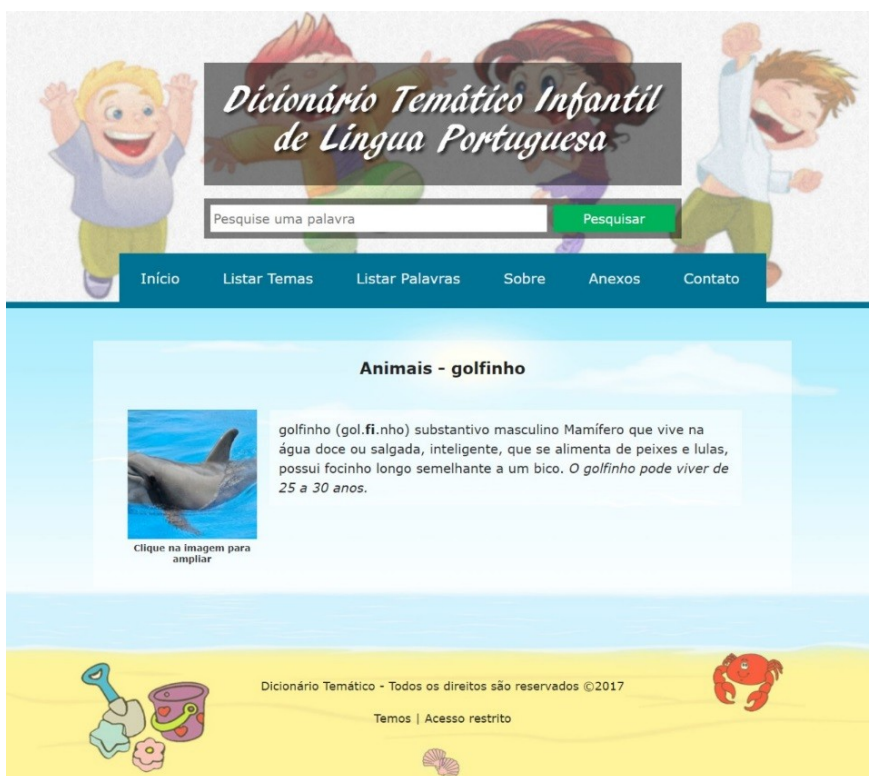 Dicionário Temático Infantil
de Língua Portuguesa
Pesquise uma palavra
Pesquisar
Início Listar Temas Listar Palavras Sobre Anexos Contato
Animais - golfinho
golfinho (gol.fi.nho) substantivo masculino Mamífero que vive na
água doce ou salgada, inteligente, que se alimenta de peixes e lulas,
possui focinho longo semelhante a um bico. O golfinho pode viver de
25 a 30 anos.
Clique na imagem para
ampliar
Dicionário Temático - Todos os direitos são reservados ©2017
Temos | Acesso restrito